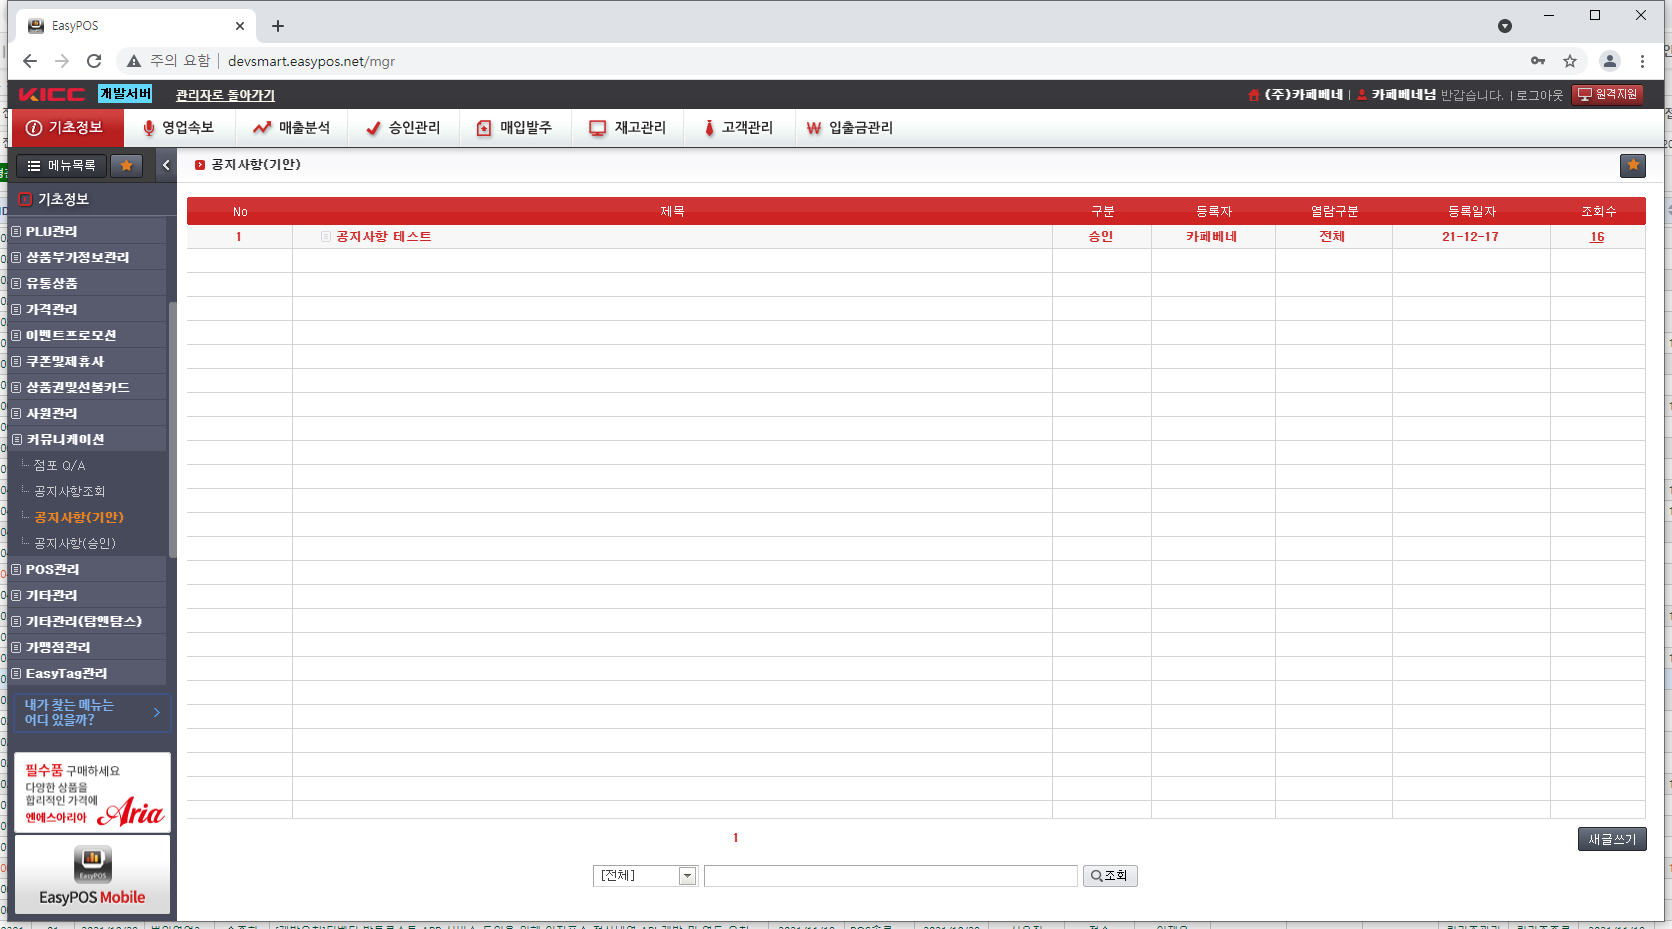 EasyPOS
주의 요함
devsmart.easypos.net/mgr
KICC 개발서버 관리자로 돌아가기
(주)카페베네 | 카페베네님 반갑습니다. | 로그아웃 원격지원
기초정보 영업속보 매출분석 승인관리 매입발주 재고관리 고객관리 입출금관리
메뉴목록
공지사항(기안)
기초정보
PLU관리
상품부가정보관리
유통상품
가격관리
이벤트프로모션
쿠폰및제휴사
상품권및선불카드
사원관리
커뮤니케이션
점포 Q/A
공지사항조회
공지사항(기안)
공지사항(승인)
POS관리
기타관리
기타관리(탐앤탐스)
가맹점관리
EasyTag관리
내가 찾는 메뉴는
어디 있을까?
필수품 구매하세요
다양한 상품을
합리적인 가격에
엔에스아리아 Aria
EasyPOS
EasyPOS Mobile
No 제목 구분 등록자 열람구분 등록일자 조회수
1 공지사항 테스트 승인 카페베네 전체 21-12-17 16
1
새글쓰기
[전체] 조회